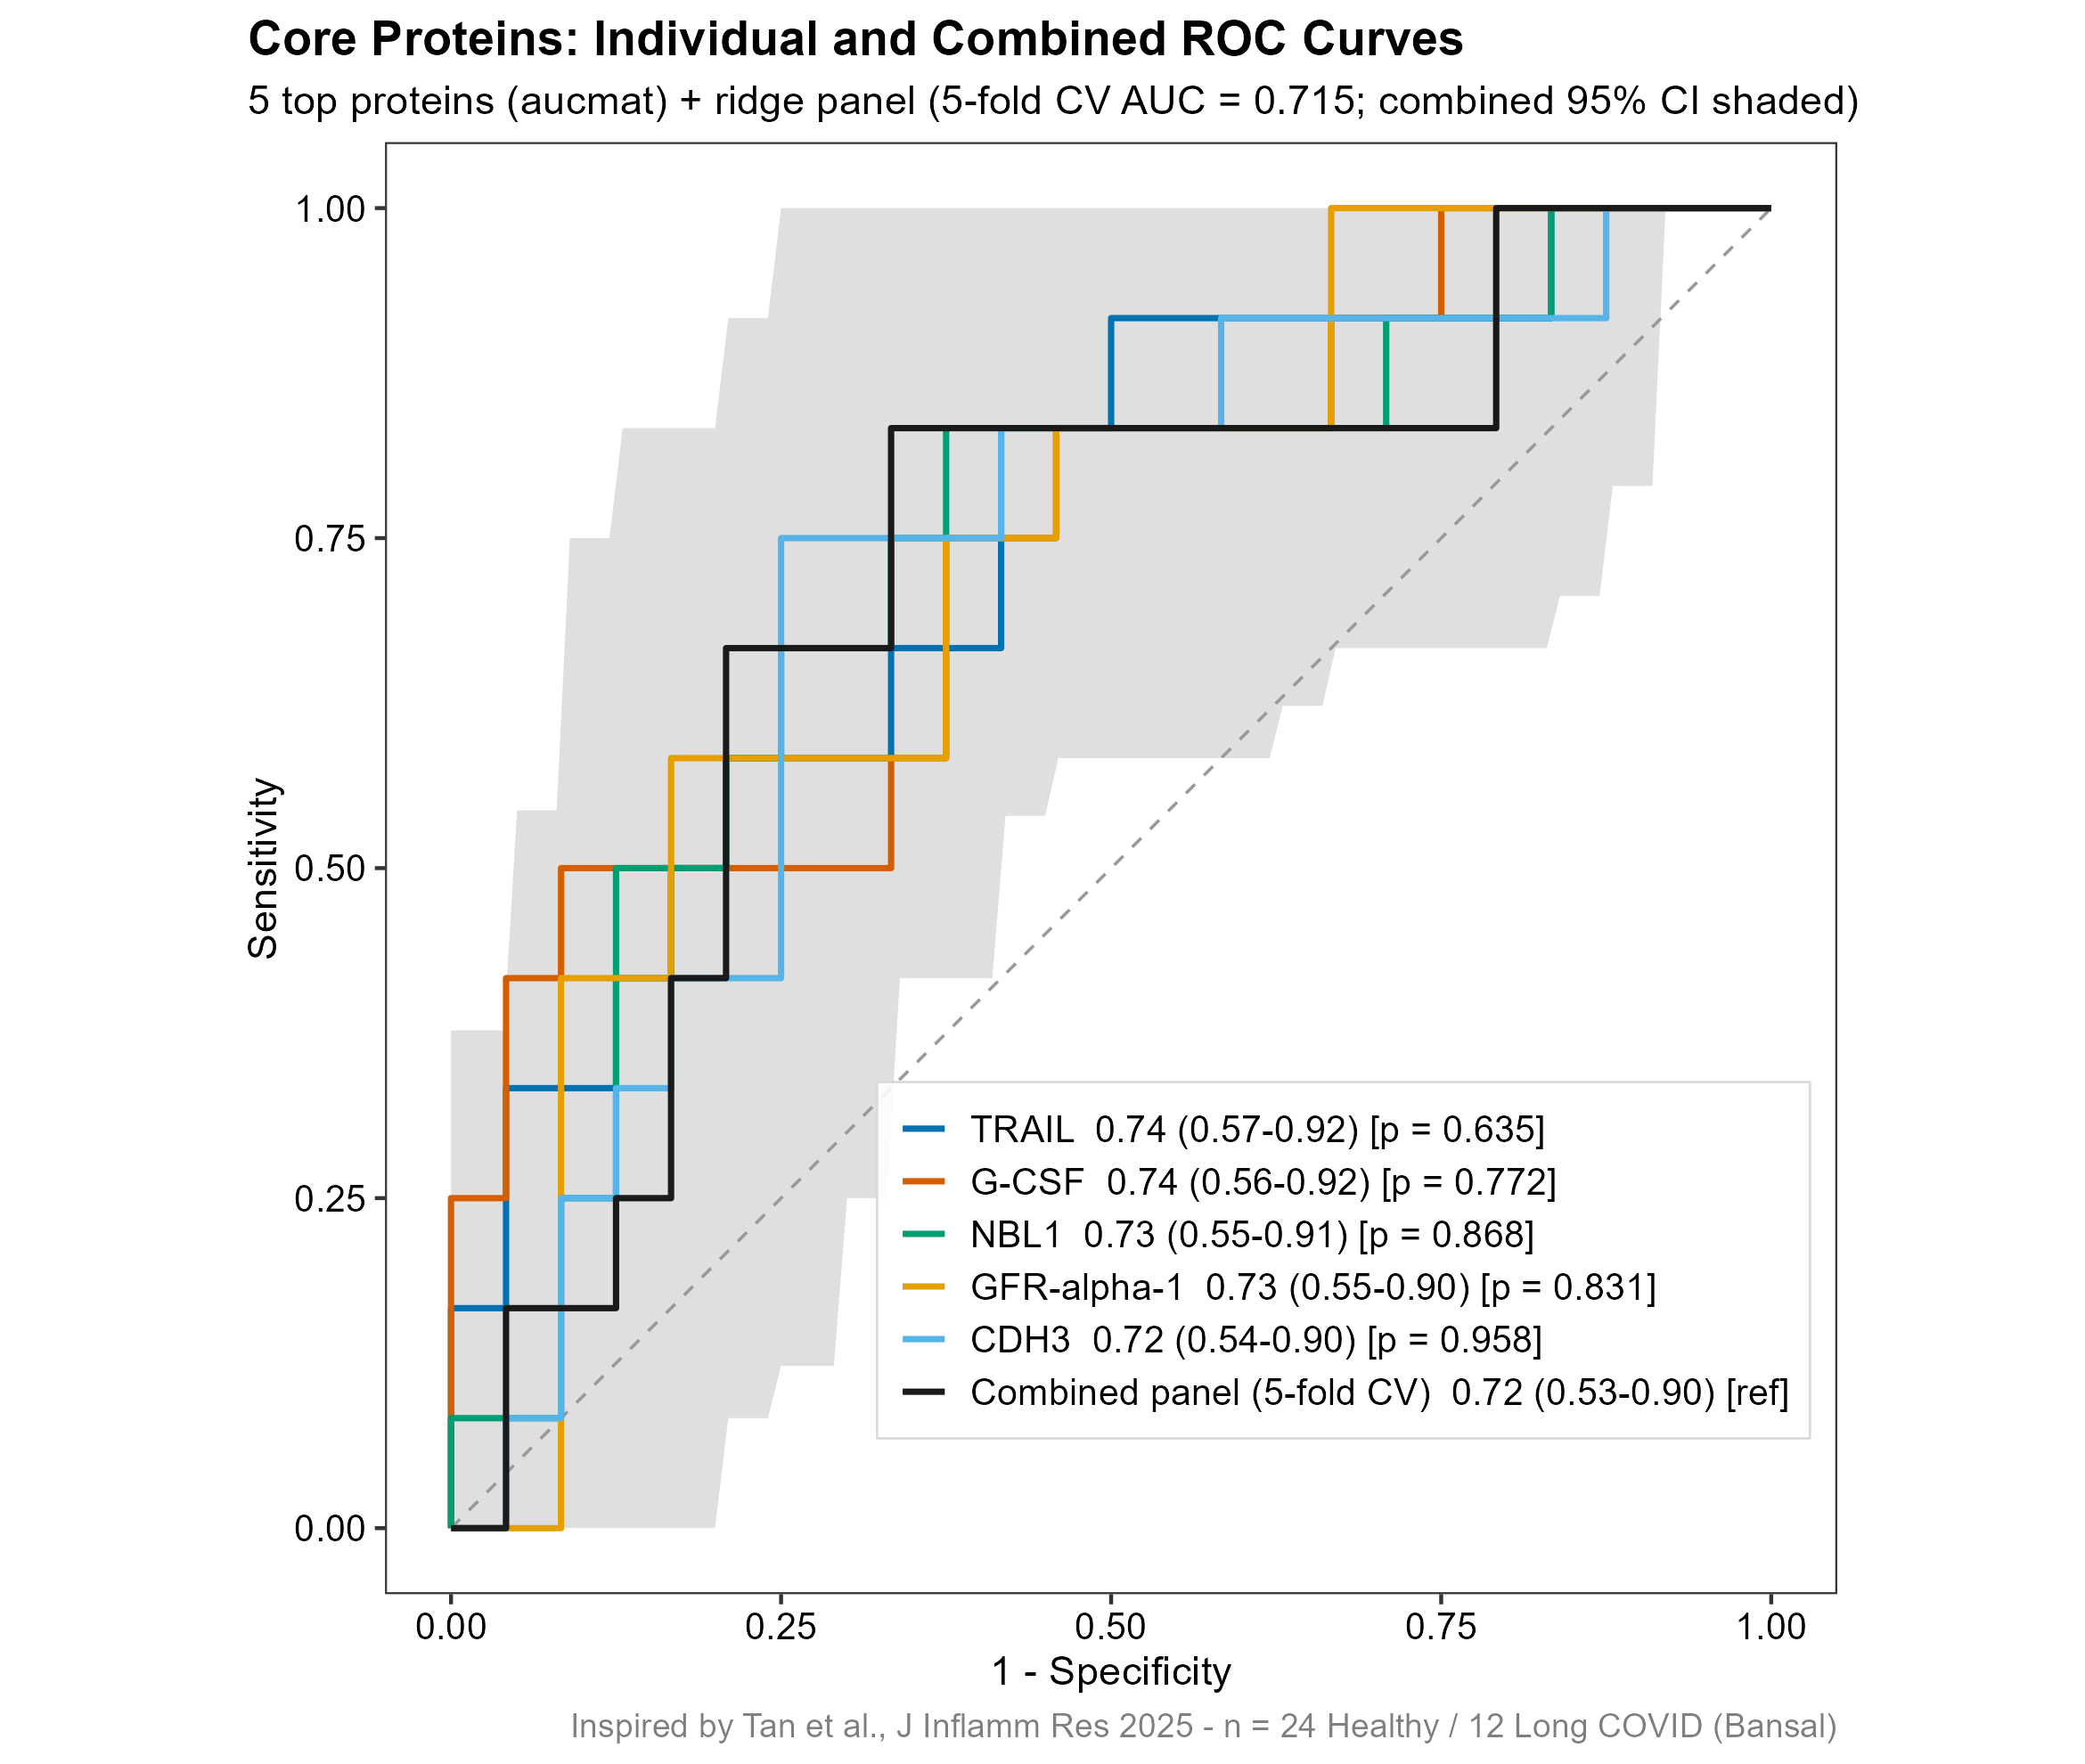 Core Proteins: Individual and Combined ROC Curves
5 top proteins (aucmat) + ridge panel (5-fold CV AUC = 0.715; combined 95% CI shaded)
Sensitivity
1.00
0.75
0.50
0.25
0.00
TRAIL 0.74 (0.57-0.92) [p = 0.635]
G-CSF 0.74 (0.56-0.92) [p = 0.772]
NBL1 0.73 (0.55-0.91) [p = 0.868]
GFR-alpha-1 0.73 (0.55-0.90) [p = 0.831]
CDH3 0.72 (0.54-0.90) [p = 0.958]
Combined panel (5-fold CV) 0.72 (0.53-0.90) [ref]
0.00 0.25 0.50 0.75 1.00
1 - Specificity
Inspired by Tan et al., J Inflamm Res 2025 - n = 24 Healthy / 12 Long COVID (Bansal)